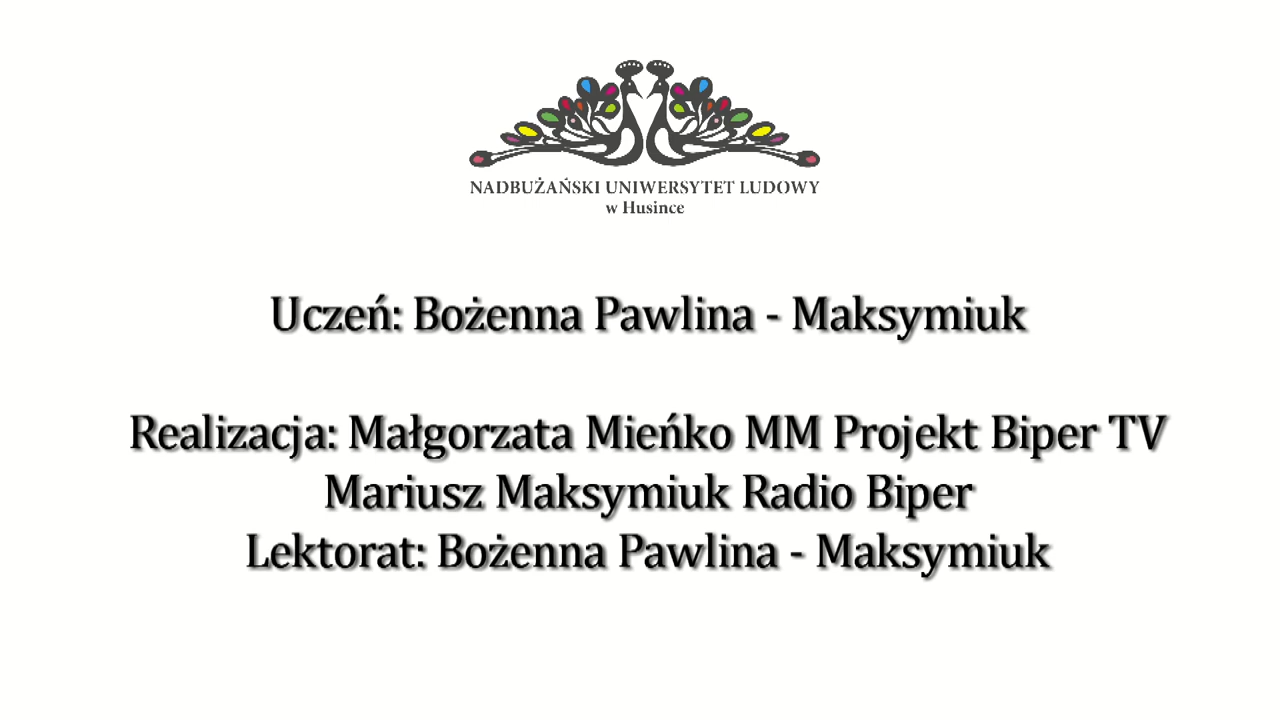 NADBUŻAŃSKI UNIWERSYTET LUDOWY
w Husince
Uczeń: Bożenna Pawlina - Maksymiuk
Realizacja: Małgorzata Mieńko MM Projekt Biper TV
Mariusz Maksymiuk Radio Biper
Lektorat: Bożenna Pawlina - Maksymiuk